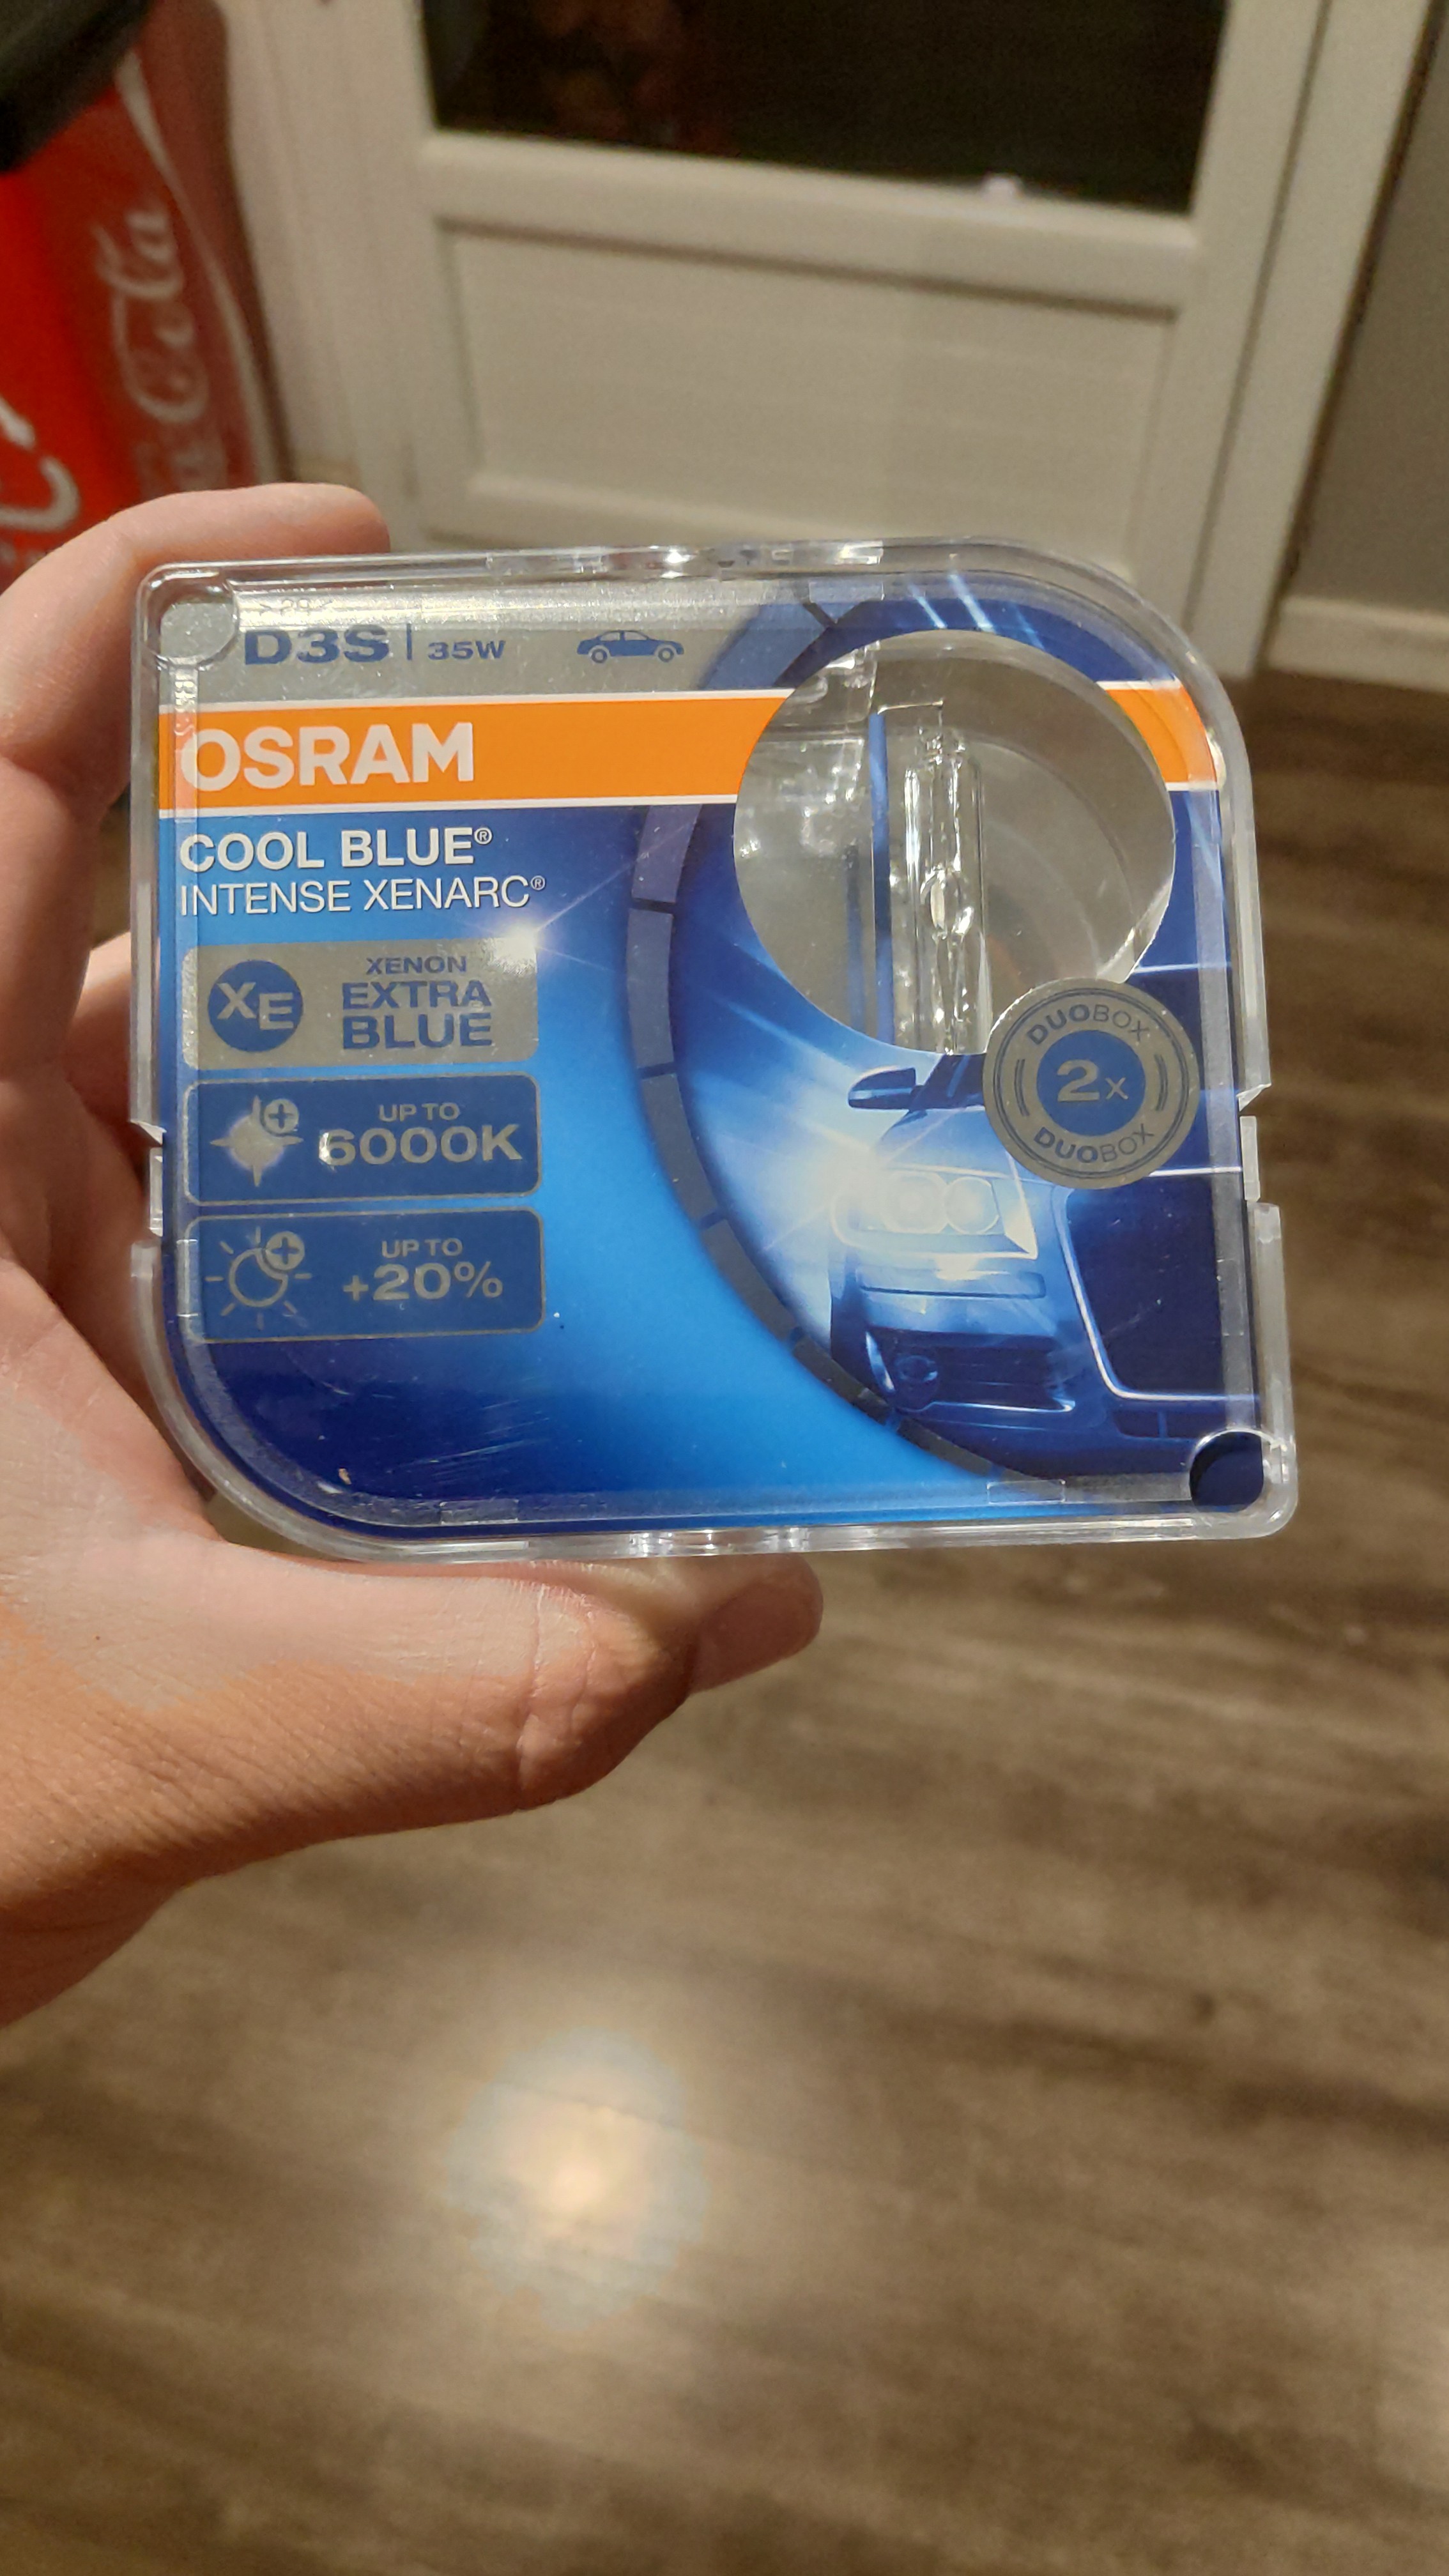 Coca-Cola
D3S | 35W
OSRAM
COOL BLUE®
INTENSE XENARC®
XE
XENON
EXTRA
BLUE
UP TO
6000K
UP TO
+20%
DUOBOX
2x
DUOBOX